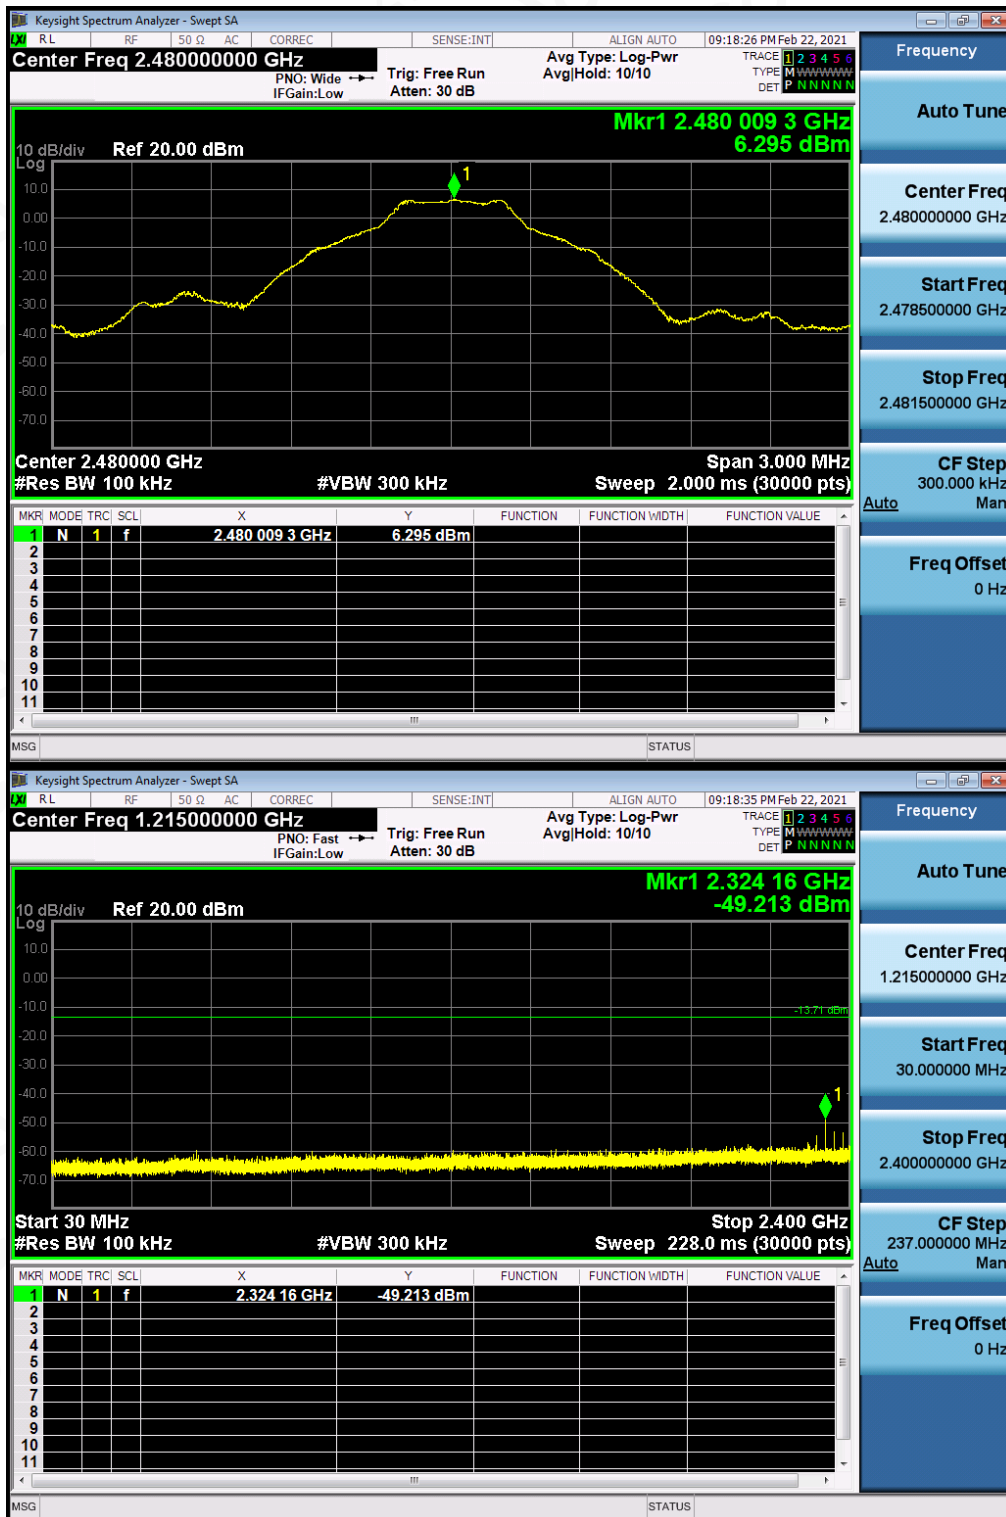 Keysight Spectrum Analyzer - Swept SA
LXI RL RF 50 Ω AC CORREC SENSE:INT ALIGN AUTO 09:18:26 PM Feb 22, 2021
Center Freq 2.480000000 GHz
PNO: Wide
IFGain:Low
Trig: Free Run
Atten: 30 dB
Avg Type: Log-Pwr
Avg|Hold: 10/10
TRACE 1 2 3 4 5 6
TYPE M WWWWW
DET P N N N N N
Mkr1 2.480 009 3 GHz
6.295 dBm
10 dB/div Ref 20.00 dBm
Log
1
10.0
0.00
-10.0
-20.0
-30.0
-40.0
-50.0
-60.0
-70.0
Center 2.480000 GHz Span 3.000 MHz
#Res BW 100 kHz #VBW 300 kHz Sweep 2.000 ms (30000 pts)
MKR MODE TRC SCL X Y FUNCTION FUNCTION WIDTH FUNCTION VALUE
1 N 1 f 2.480 009 3 GHz 6.295 dBm
2
3
4
5
6
7
8
9
10
11
MSG STATUS
Frequency
Auto Tune
Center Freq
2.480000000 GHz
Start Freq
2.478500000 GHz
Stop Freq
2.481500000 GHz
CF Step
300.000 kHz
Auto Man
Freq Offset
0 Hz
Keysight Spectrum Analyzer - Swept SA
LXI RL RF 50 Ω AC CORREC SENSE:INT ALIGN AUTO 09:18:35 PM Feb 22, 2021
Center Freq 1.215000000 GHz
PNO: Fast
IFGain:Low
Trig: Free Run
Atten: 30 dB
Avg Type: Log-Pwr
Avg|Hold: 10/10
TRACE 1 2 3 4 5 6
TYPE M WWWWW
DET P N N N N N
Mkr1 2.324 16 GHz
-49.213 dBm
10 dB/div Ref 20.00 dBm
Log
10.0
0.00
-10.0
-13.71 dBm
-20.0
-30.0
-40.0
1
-50.0
-60.0
-70.0
Start 30 MHz Stop 2.400 GHz
#Res BW 100 kHz #VBW 300 kHz Sweep 228.0 ms (30000 pts)
MKR MODE TRC SCL X Y FUNCTION FUNCTION WIDTH FUNCTION VALUE
1 N 1 f 2.324 16 GHz -49.213 dBm
2
3
4
5
6
7
8
9
10
11
MSG STATUS
Frequency
Auto Tune
Center Freq
1.215000000 GHz
Start Freq
30.000000 MHz
Stop Freq
2.400000000 GHz
CF Step
237.000000 MHz
Auto Man
Freq Offset
0 Hz